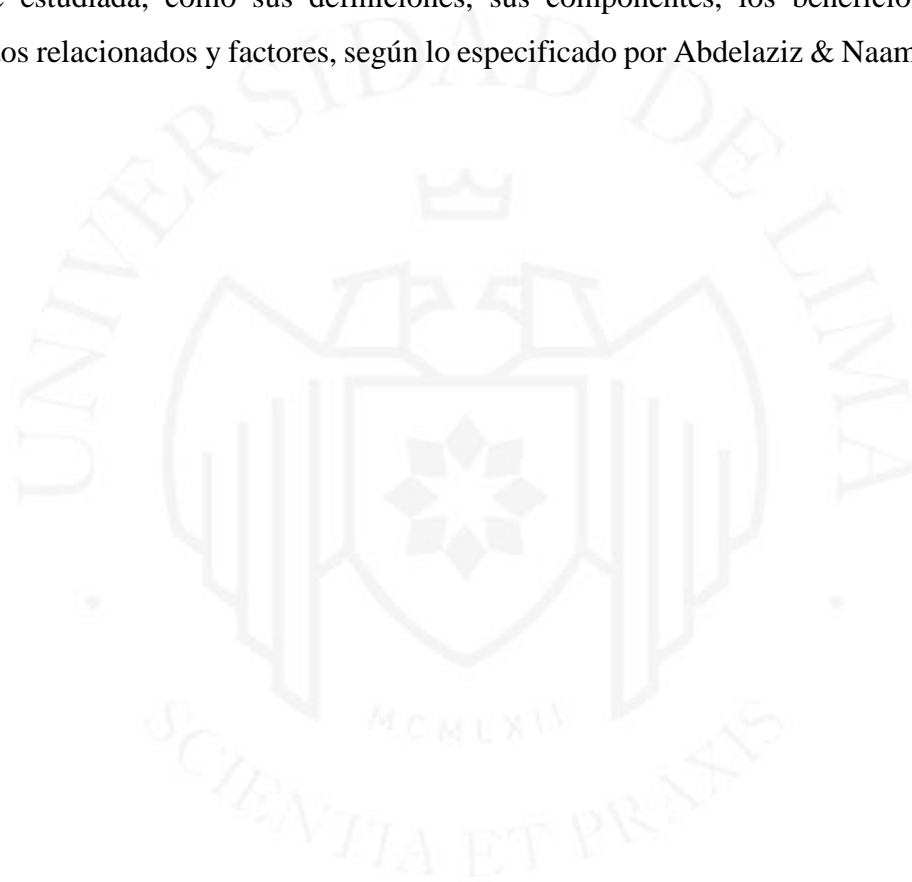 e estudiada, como sus definiciones, sus componentes, los beneficio
os relacionados y factores, según lo especificado por Abdelaziz & Naam
UNIVERSIDAD DE LIMA
MCMLXII
SCIENTIA ET PRAXIS